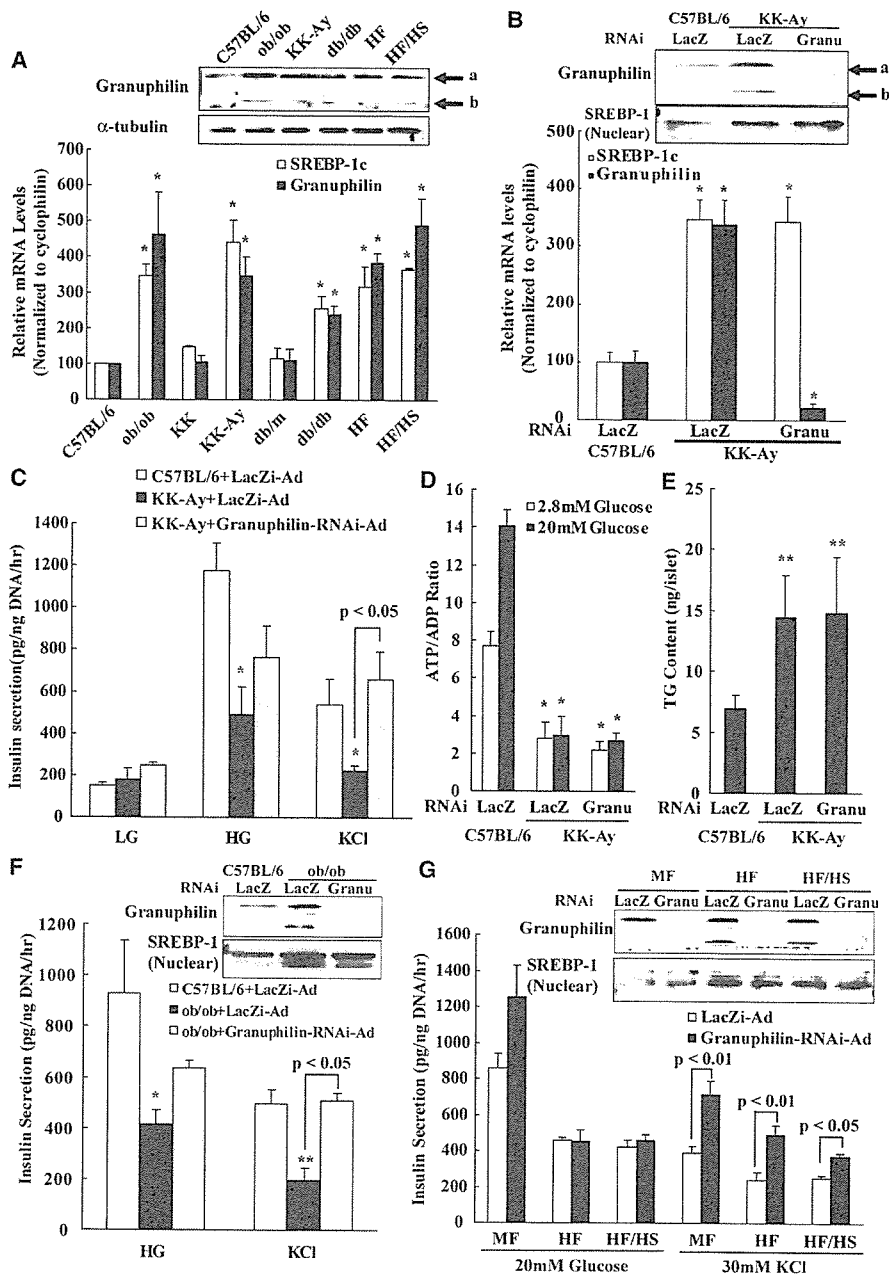 A
C57BL/6 ob/ob KK-Ay db/db HF HF/HS
Granuphilin
a
b
α-tubulin
SREBP-1c
Granuphilin
Relative mRNA Levels
(Normalized to cyclophilin)
700
600
500
400
300
200
100
0
* * * * * * * * * *
C57BL/6 ob/ob KK KK-Ay db/m db/db HF HF/HS
B
C57BL/6 KK-Ay
RNAi LacZ LacZ Granu
Granuphilin
a
b
SREBP-1
(Nuclear)
SREBP-1c
Granuphilin
Relative mRNA levels
(Normalized to cyclophilin)
500
400
300
200
100
0
* * * *
RNAi LacZ LacZ Granu
C57BL/6 KK-Ay
C
C57BL/6+LacZi-Ad
KK-Ay+LacZi-Ad
KK-Ay+Granuphilin-RNAi-Ad
Insulin secretion(pg/ng DNA/hr)
1400
1200
1000
800
600
400
200
0
p < 0.05
* *
LG HG KCl
D
2.8mM Glucose
20mM Glucose
ATP/ADP Ratio
16
14
12
10
8
6
4
2
0
* * * *
RNAi LacZ LacZ Granu
C57BL/6 KK-Ay
E
TG Content (ng/islet)
25
20
15
10
5
0
** **
RNAi LacZ LacZ Granu
C57BL/6 KK-Ay
F
C57BL/6 ob/ob
RNAi LacZ LacZ Granu
Granuphilin
SREBP-1
(Nuclear)
C57BL/6+LacZi-Ad
ob/ob+LacZi-Ad
ob/ob+Granuphilin-RNAi-Ad
Insulin Secretion (pg/ng DNA/hr)
1200
1000
800
600
400
200
0
p < 0.05
* **
HG KCl
G
MF HF HF/HS
RNAi LacZ Granu LacZ Granu LacZ Granu
Granuphilin
SREBP-1
(Nuclear)
LacZi-Ad
Granuphilin-RNAi-Ad
Insulin Secretion (pg/ng DNA/hr)
1600
1400
1200
1000
800
600
400
200
0
p < 0.01
p < 0.01
p < 0.05
MF HF HF/HS MF HF HF/HS
20mM Glucose 30mM KCl